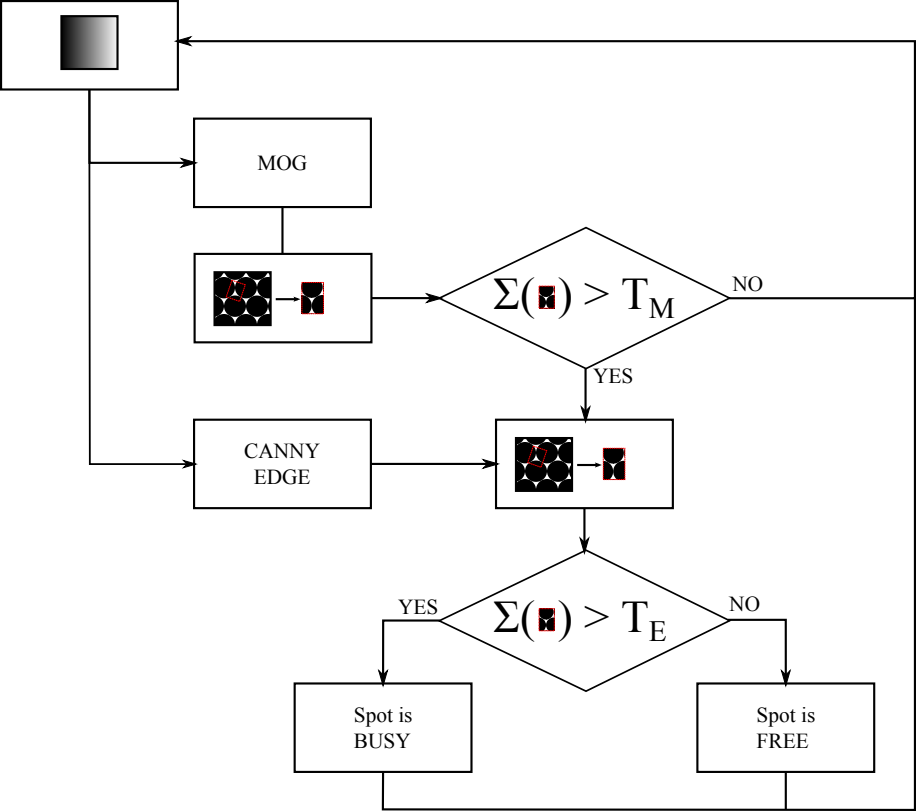 MOG
Σ( ) > T_M
NO
YES
CANNY
EDGE
Σ( ) > T_E
YES
NO
Spot is
BUSY
Spot is
FREE